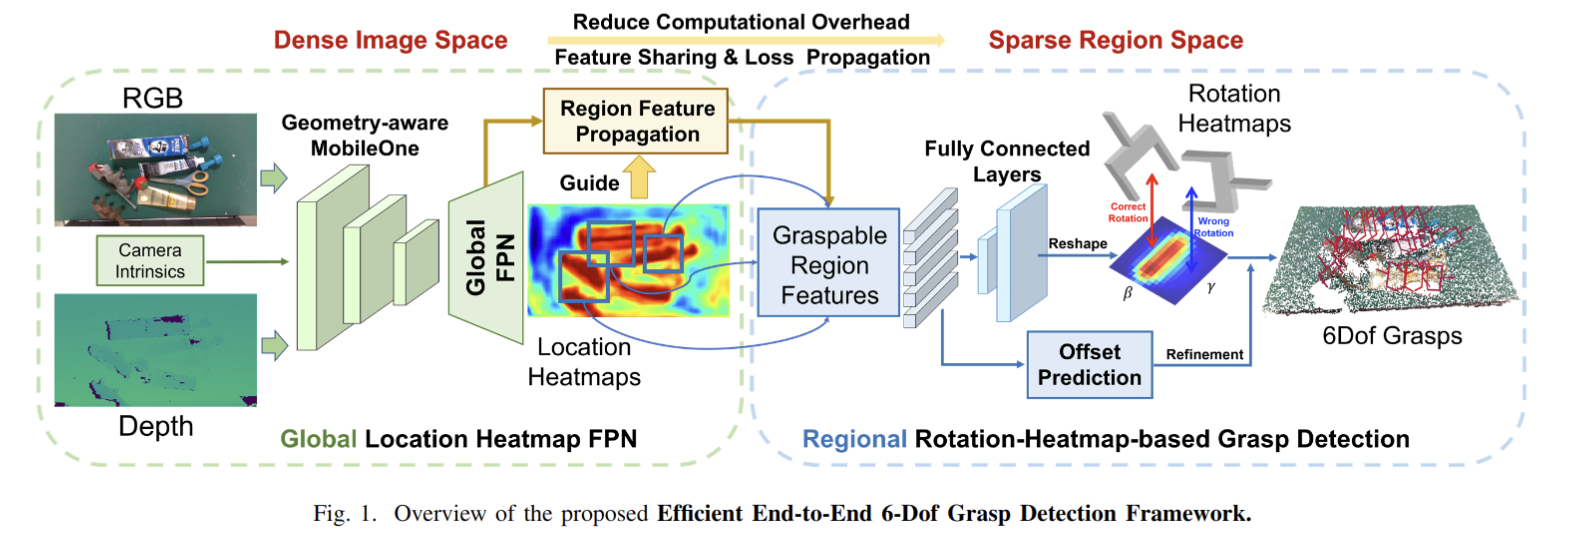 Reduce Computational Overhead
Dense Image Space
Sparse Region Space
Feature Sharing & Loss Propagation
RGB
Geometry-aware
MobileOne
Region Feature
Propagation
Rotation
Heatmaps
Guide
Fully Connected
Layers
Correct
Rotation
Wrong
Rotation
Camera
Intrinsics
Global
FPN
Graspable
Region
Features
Reshape
β
γ
Location
Heatmaps
Offset
Prediction
Refinement
6Dof Grasps
Depth
Global Location Heatmap FPN
Regional Rotation-Heatmap-based Grasp Detection
Fig. 1. Overview of the proposed Efficient End-to-End 6-Dof Grasp Detection Framework.